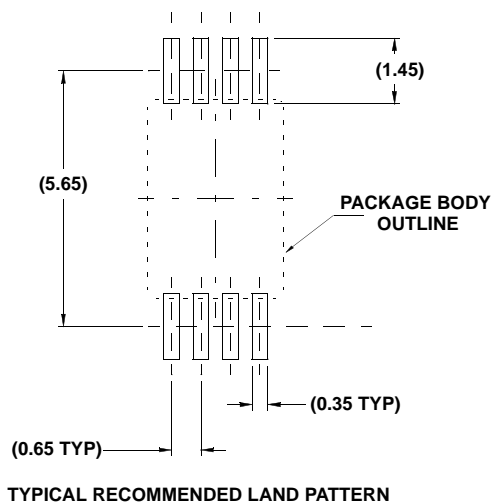 (1.45)
(5.65)
PACKAGE BODY
OUTLINE
(0.35 TYP)
(0.65 TYP)
TYPICAL RECOMMENDED LAND PATTERN